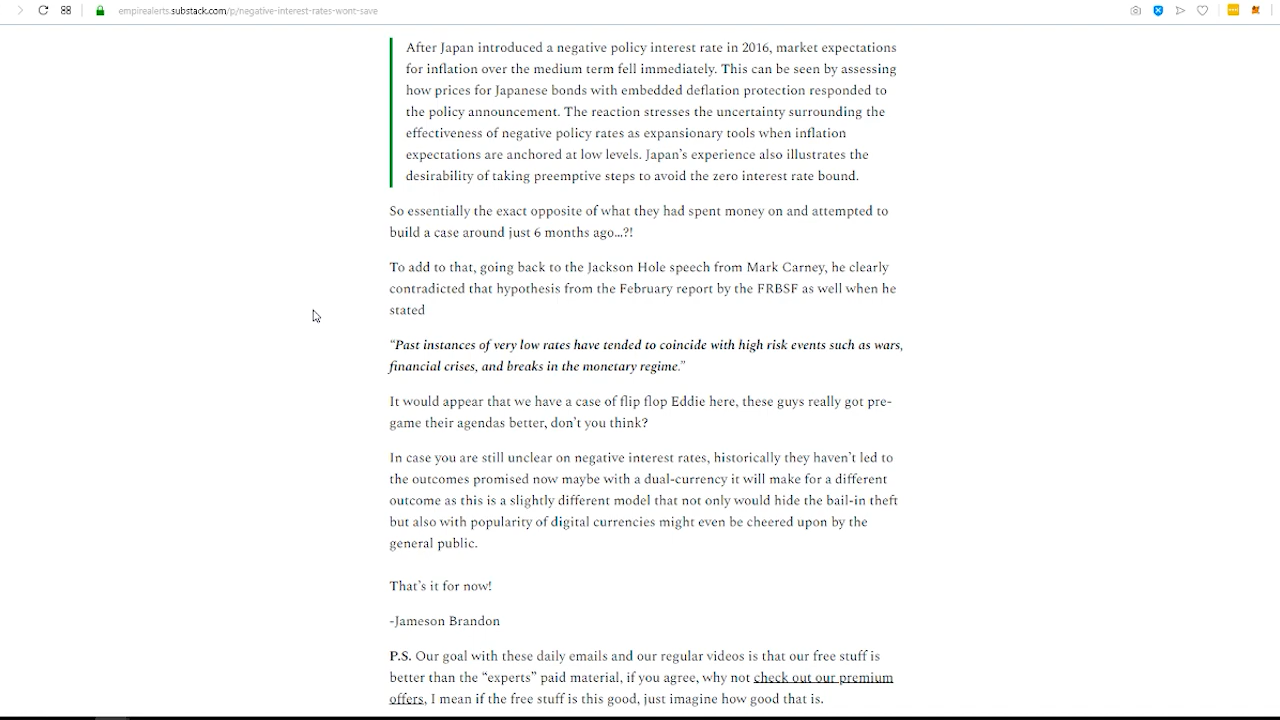 empirealerts.substack.com/p/negative-interest-rates-wont-save
After Japan introduced a negative policy interest rate in 2016, market expectations
for inflation over the medium term fell immediately. This can be seen by assessing
how prices for Japanese bonds with embedded deflation protection responded to
the policy announcement. The reaction stresses the uncertainty surrounding the
effectiveness of negative policy rates as expansionary tools when inflation
expectations are anchored at low levels. Japan’s experience also illustrates the
desirability of taking preemptive steps to avoid the zero interest rate bound.
So essentially the exact opposite of what they had spent money on and attempted to
build a case around just 6 months ago...?!
To add to that, going back to the Jackson Hole speech from Mark Carney, he clearly
contradicted that hypothesis from the February report by the FRBSF as well when he
stated
“Past instances of very low rates have tended to coincide with high risk events such as wars,
financial crises, and breaks in the monetary regime.”
It would appear that we have a case of flip flop Eddie here, these guys really got pre-
game their agendas better, don’t you think?
In case you are still unclear on negative interest rates, historically they haven’t led to
the outcomes promised now maybe with a dual-currency it will make for a different
outcome as this is a slightly different model that not only would hide the bail-in theft
but also with popularity of digital currencies might even be cheered upon by the
general public.
That’s it for now!
-Jameson Brandon
P.S. Our goal with these daily emails and our regular videos is that our free stuff is
better than the “experts” paid material, if you agree, why not check out our premium
offers, I mean if the free stuff is this good, just imagine how good that is.